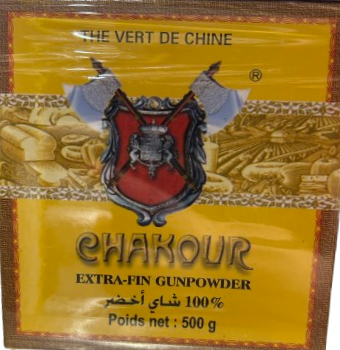 THE VERT DE CHINE
®
CHAKOUR
EXTRA-FIN GUNPOWDER
100% شاي أخضر
Poids net : 500 g